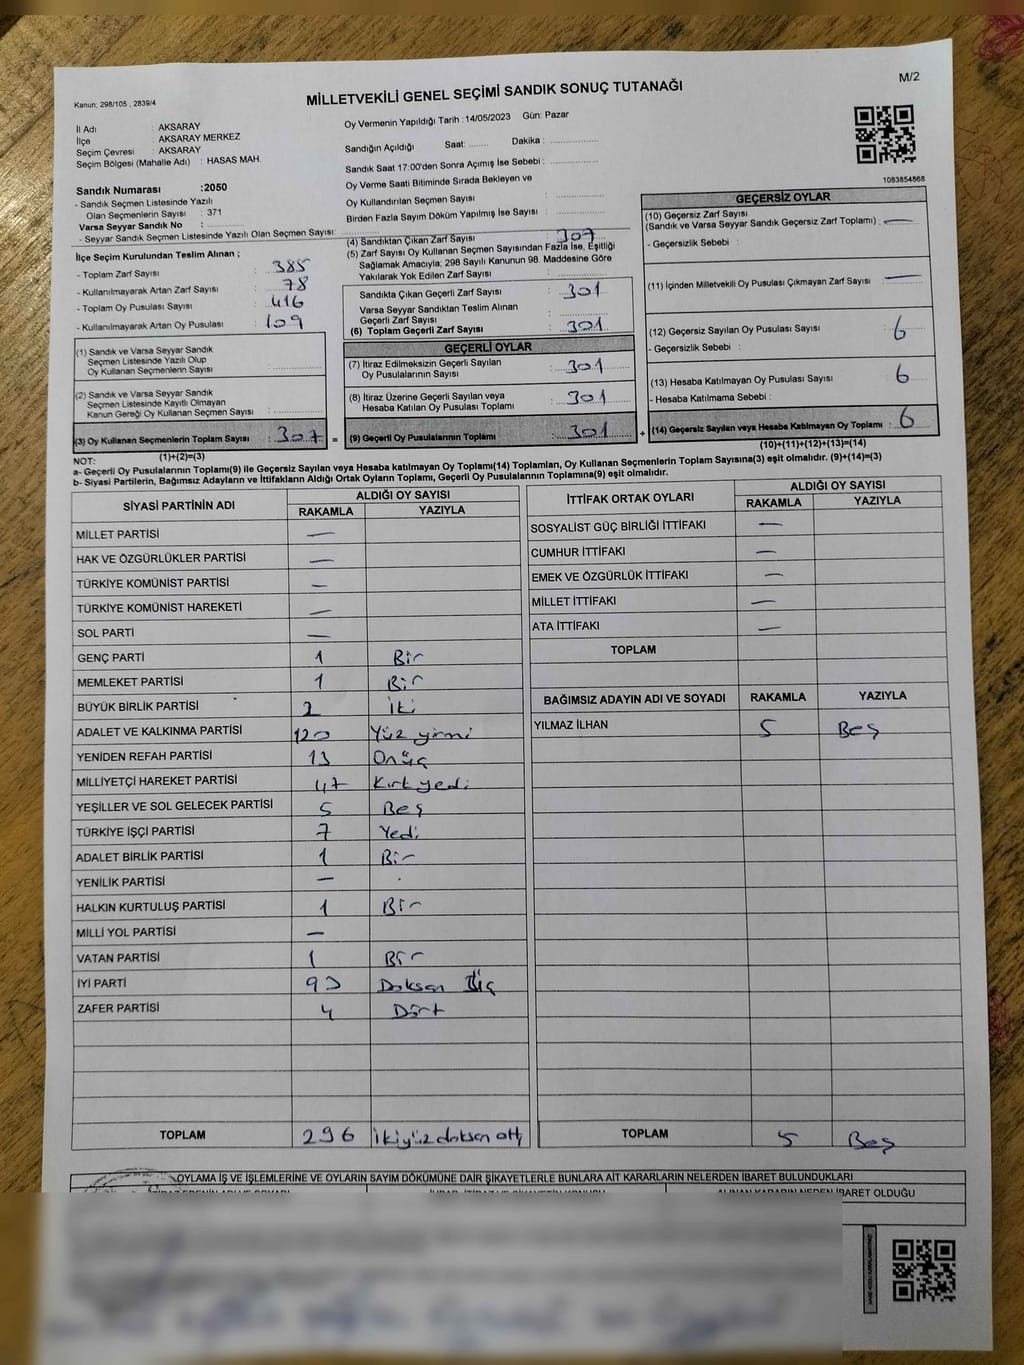 Kanun: 298/105 , 2839/4
MİLLETVEKİLİ GENEL SEÇİMİ SANDIK SONUÇ TUTANAĞI
M/2
İl Adı : AKSARAY
İlçe : AKSARAY MERKEZ
Seçim Çevresi : AKSARAY
Seçim Bölgesi (Mahalle Adı) : HASAS MAH.
Oy Vermenin Yapıldığı Tarih :14/05/2023 Gün: Pazar
Sandığın Açıldığı Saat: ........ Dakika : ................
Sandık Saat 17:00'den Sonra Açımış İse Sebebi : ................
Oy Verme Saati Bitiminde Sırada Bekleyen ve
Oy Kullandırılan Seçmen Sayısı : ................
Birden Fazla Sayım Döküm Yapılmış İse Sayısı : ................
1083854868
Sandık Numarası :2050
- Sandık Seçmen Listesinde Yazılı
Olan Seçmenlerin Sayısı : 371
Varsa Seyyar Sandık No : ................
- Seyyar Sandık Seçmen Listesinde Yazılı Olan Seçmen Sayısı: ................
İlçe Seçim Kurulundan Teslim Alınan ;
- Toplam Zarf Sayısı : 385
- Kullanılmayarak Artan Zarf Sayısı : 78
- Toplam Oy Pusulası Sayısı : 416
- Kullanılmayarak Artan Oy Pusulası : 109
(1) Sandık ve Varsa Seyyar Sandık
Seçmen Listesinde Yazılı Olup
Oy Kullanan Seçmenlerin Sayısı : ................
(2) Sandık ve Varsa Seyyar Sandık
Seçmen Listesinde Kayıtlı Olmayan
Kanun Gereği Oy Kullanan Seçmen Sayısı : ................
(3) Oy Kullanan Seçmenlerin Toplam Sayısı : 307 =
(1)+(2)=(3)
(4) Sandıktan Çıkan Zarf Sayısı : 307
(5) Zarf Sayısı Oy Kullanan Seçmen Sayısından Fazla İse, Eşitliği
Sağlamak Amacıyla; 298 Sayılı Kanunun 98. Maddesine Göre
Yakılarak Yok Edilen Zarf Sayısı : ................
Sandıkta Çıkan Geçerli Zarf Sayısı : 301
Varsa Seyyar Sandıktan Teslim Alınan
Geçerli Zarf Sayısı : ................
(6) Toplam Geçerli Zarf Sayısı : 301
GEÇERLİ OYLAR
(7) İtiraz Edilmeksizin Geçerli Sayılan
Oy Pusulalarının Sayısı : 301
(8) İtiraz Üzerine Geçerli Sayılan veya
Hesaba Katılan Oy Pusulası Toplamı : 301
(9) Geçerli Oy Pusulalarının Toplamı : 301 +
GEÇERSİZ OYLAR
(10) Geçersiz Zarf Sayısı
(Sandık ve Varsa Seyyar Sandık Geçersiz Zarf Toplamı) : —
- Geçersizlik Sebebi :
(11) İçinden Milletvekili Oy Pusulası Çıkmayan Zarf Sayısı : —
(12) Geçersiz Sayılan Oy Pusulası Sayısı : 6
- Geçersizlik Sebebi :
(13) Hesaba Katılmayan Oy Pusulası Sayısı : 6
- Hesaba Katılmama Sebebi :
(14) Geçersiz Sayılan veya Hesaba Katılmayan Oy Toplamı : 6
(10)+(11)+(12)+(13)=(14)
NOT:
a- Geçerli Oy Pusulalarının Toplamı(9) ile Geçersiz Sayılan veya Hesaba katılmayan Oy Toplamı(14) Toplamları, Oy Kullanan Seçmenlerin Toplam Sayısına(3) eşit olmalıdır. (9)+(14)=(3)
b- Siyasi Partilerin, Bağımsız Adayların ve İttifakların Aldığı Ortak Oyların Toplamı, Geçerli Oy Pusulalarının Toplamına(9) eşit olmalıdır.
SİYASİ PARTİNİN ADI ALDIĞI OY SAYISI
RAKAMLA YAZIYLA
MİLLET PARTİSİ —
HAK VE ÖZGÜRLÜKLER PARTİSİ —
TÜRKİYE KOMÜNİST PARTİSİ —
TÜRKİYE KOMÜNİST HAREKETİ —
SOL PARTİ —
GENÇ PARTİ 1 Bir
MEMLEKET PARTİSİ 1 Bir
BÜYÜK BİRLİK PARTİSİ 2 İki
ADALET VE KALKINMA PARTİSİ 120 Yüz yirmi
YENİDEN REFAH PARTİSİ 13 Onüç
MİLLİYETÇİ HAREKET PARTİSİ 47 Kırk yedi
YEŞİLLER VE SOL GELECEK PARTİSİ 5 Beş
TÜRKİYE İŞÇİ PARTİSİ 7 Yedi
ADALET BİRLİK PARTİSİ 1 Bir
YENİLİK PARTİSİ —
HALKIN KURTULUŞ PARTİSİ 1 Bir
MİLLİ YOL PARTİSİ —
VATAN PARTİSİ 1 Bir
İYİ PARTİ 93 Doksan Üç
ZAFER PARTİSİ 4 Dört
TOPLAM 296 İkiyüz doksan altı
İTTİFAK ORTAK OYLARI ALDIĞI OY SAYISI
RAKAMLA YAZIYLA
SOSYALİST GÜÇ BİRLİĞİ İTTİFAKI —
CUMHUR İTTİFAKI —
EMEK VE ÖZGÜRLÜK İTTİFAKI —
MİLLET İTTİFAKI —
ATA İTTİFAKI —
TOPLAM
BAĞIMSIZ ADAYIN ADI VE SOYADI RAKAMLA YAZIYLA
YILMAZ İLHAN 5 Beş
TOPLAM 5 Beş
OYLAMA İŞ VE İŞLEMLERİNE VE OYLARIN SAYIM DÖKÜMÜNE DAİR ŞİKAYETLERLE BUNLARA AİT KARARLARIN NELERDEN İBARET BULUNDUKLARI
ALINAN KARARIN NEDEN İBARET OLDUĞU